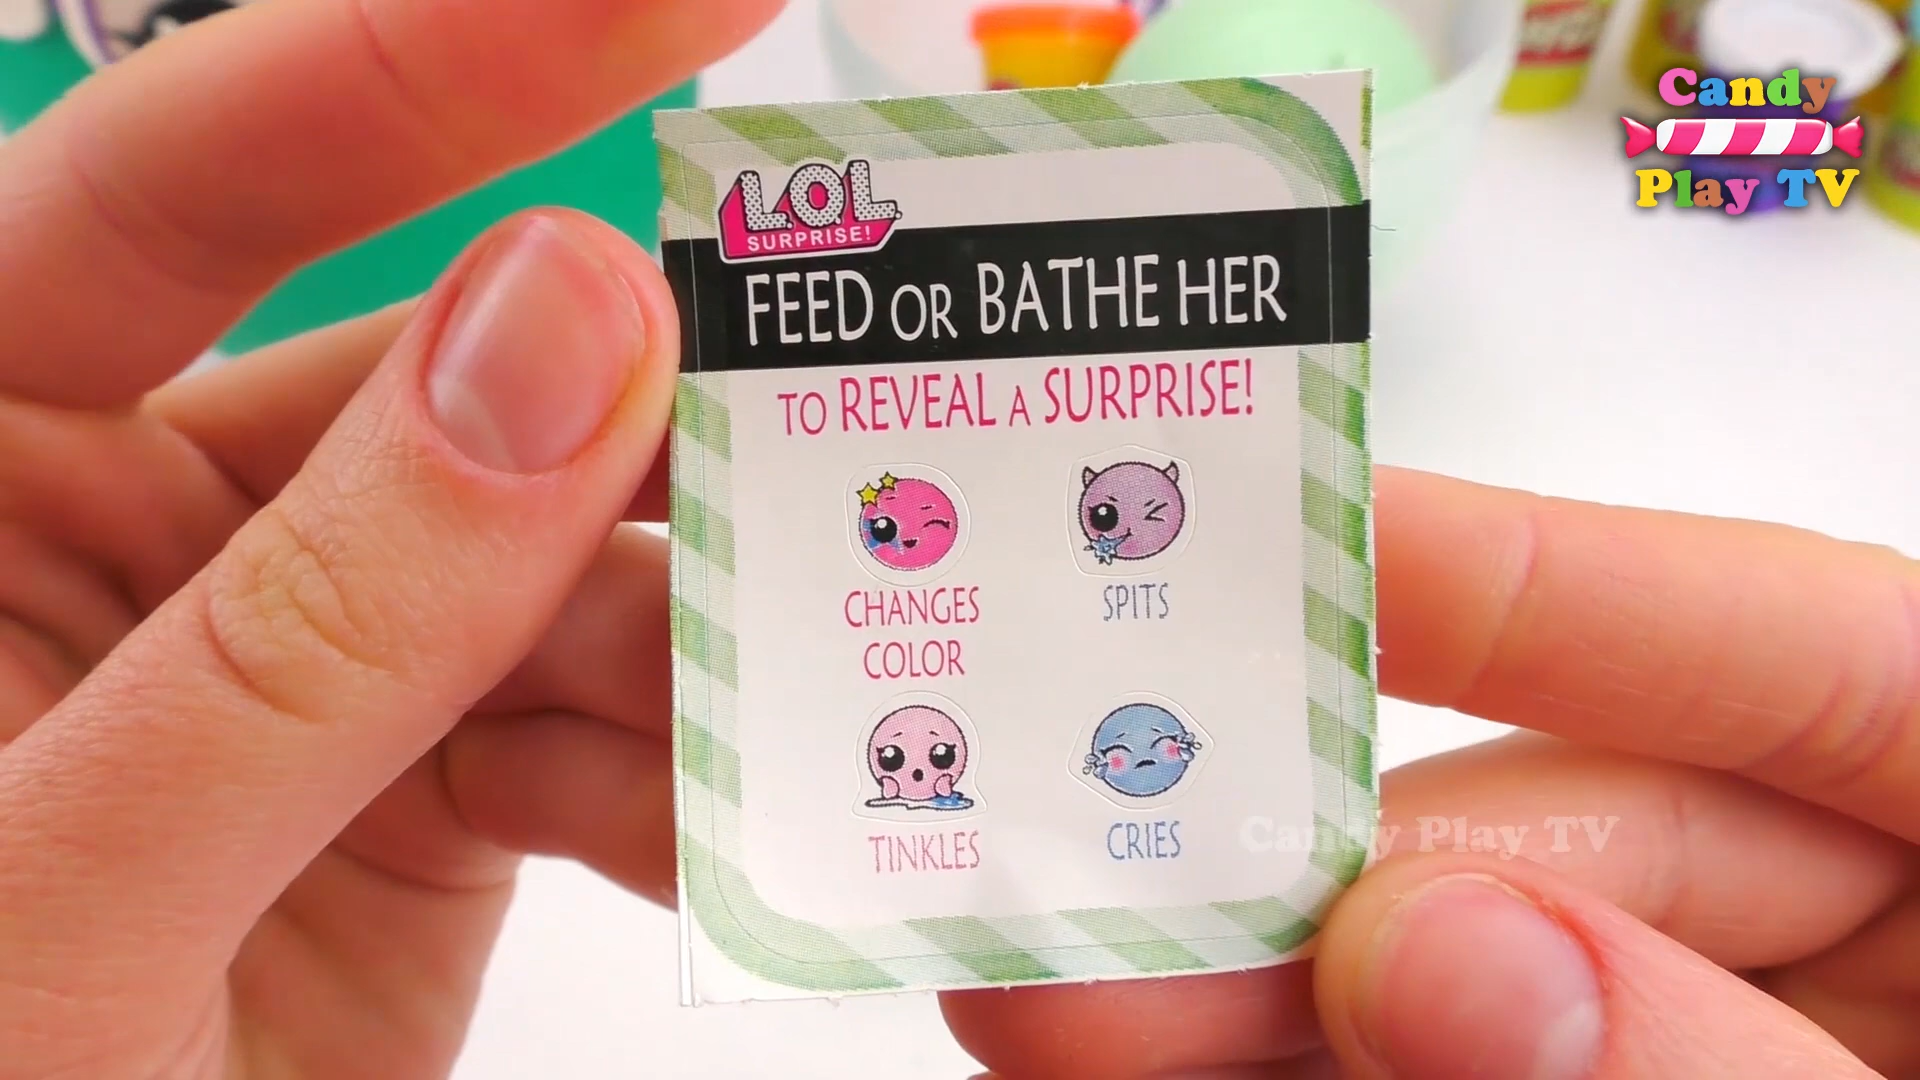 Candy
Play TV
L.O.L.
SURPRISE!
FEED OR BATHE HER
TO REVEAL A SURPRISE!
CHANGES
COLOR
SPITS
TINKLES
CRIES
Candy Play TV